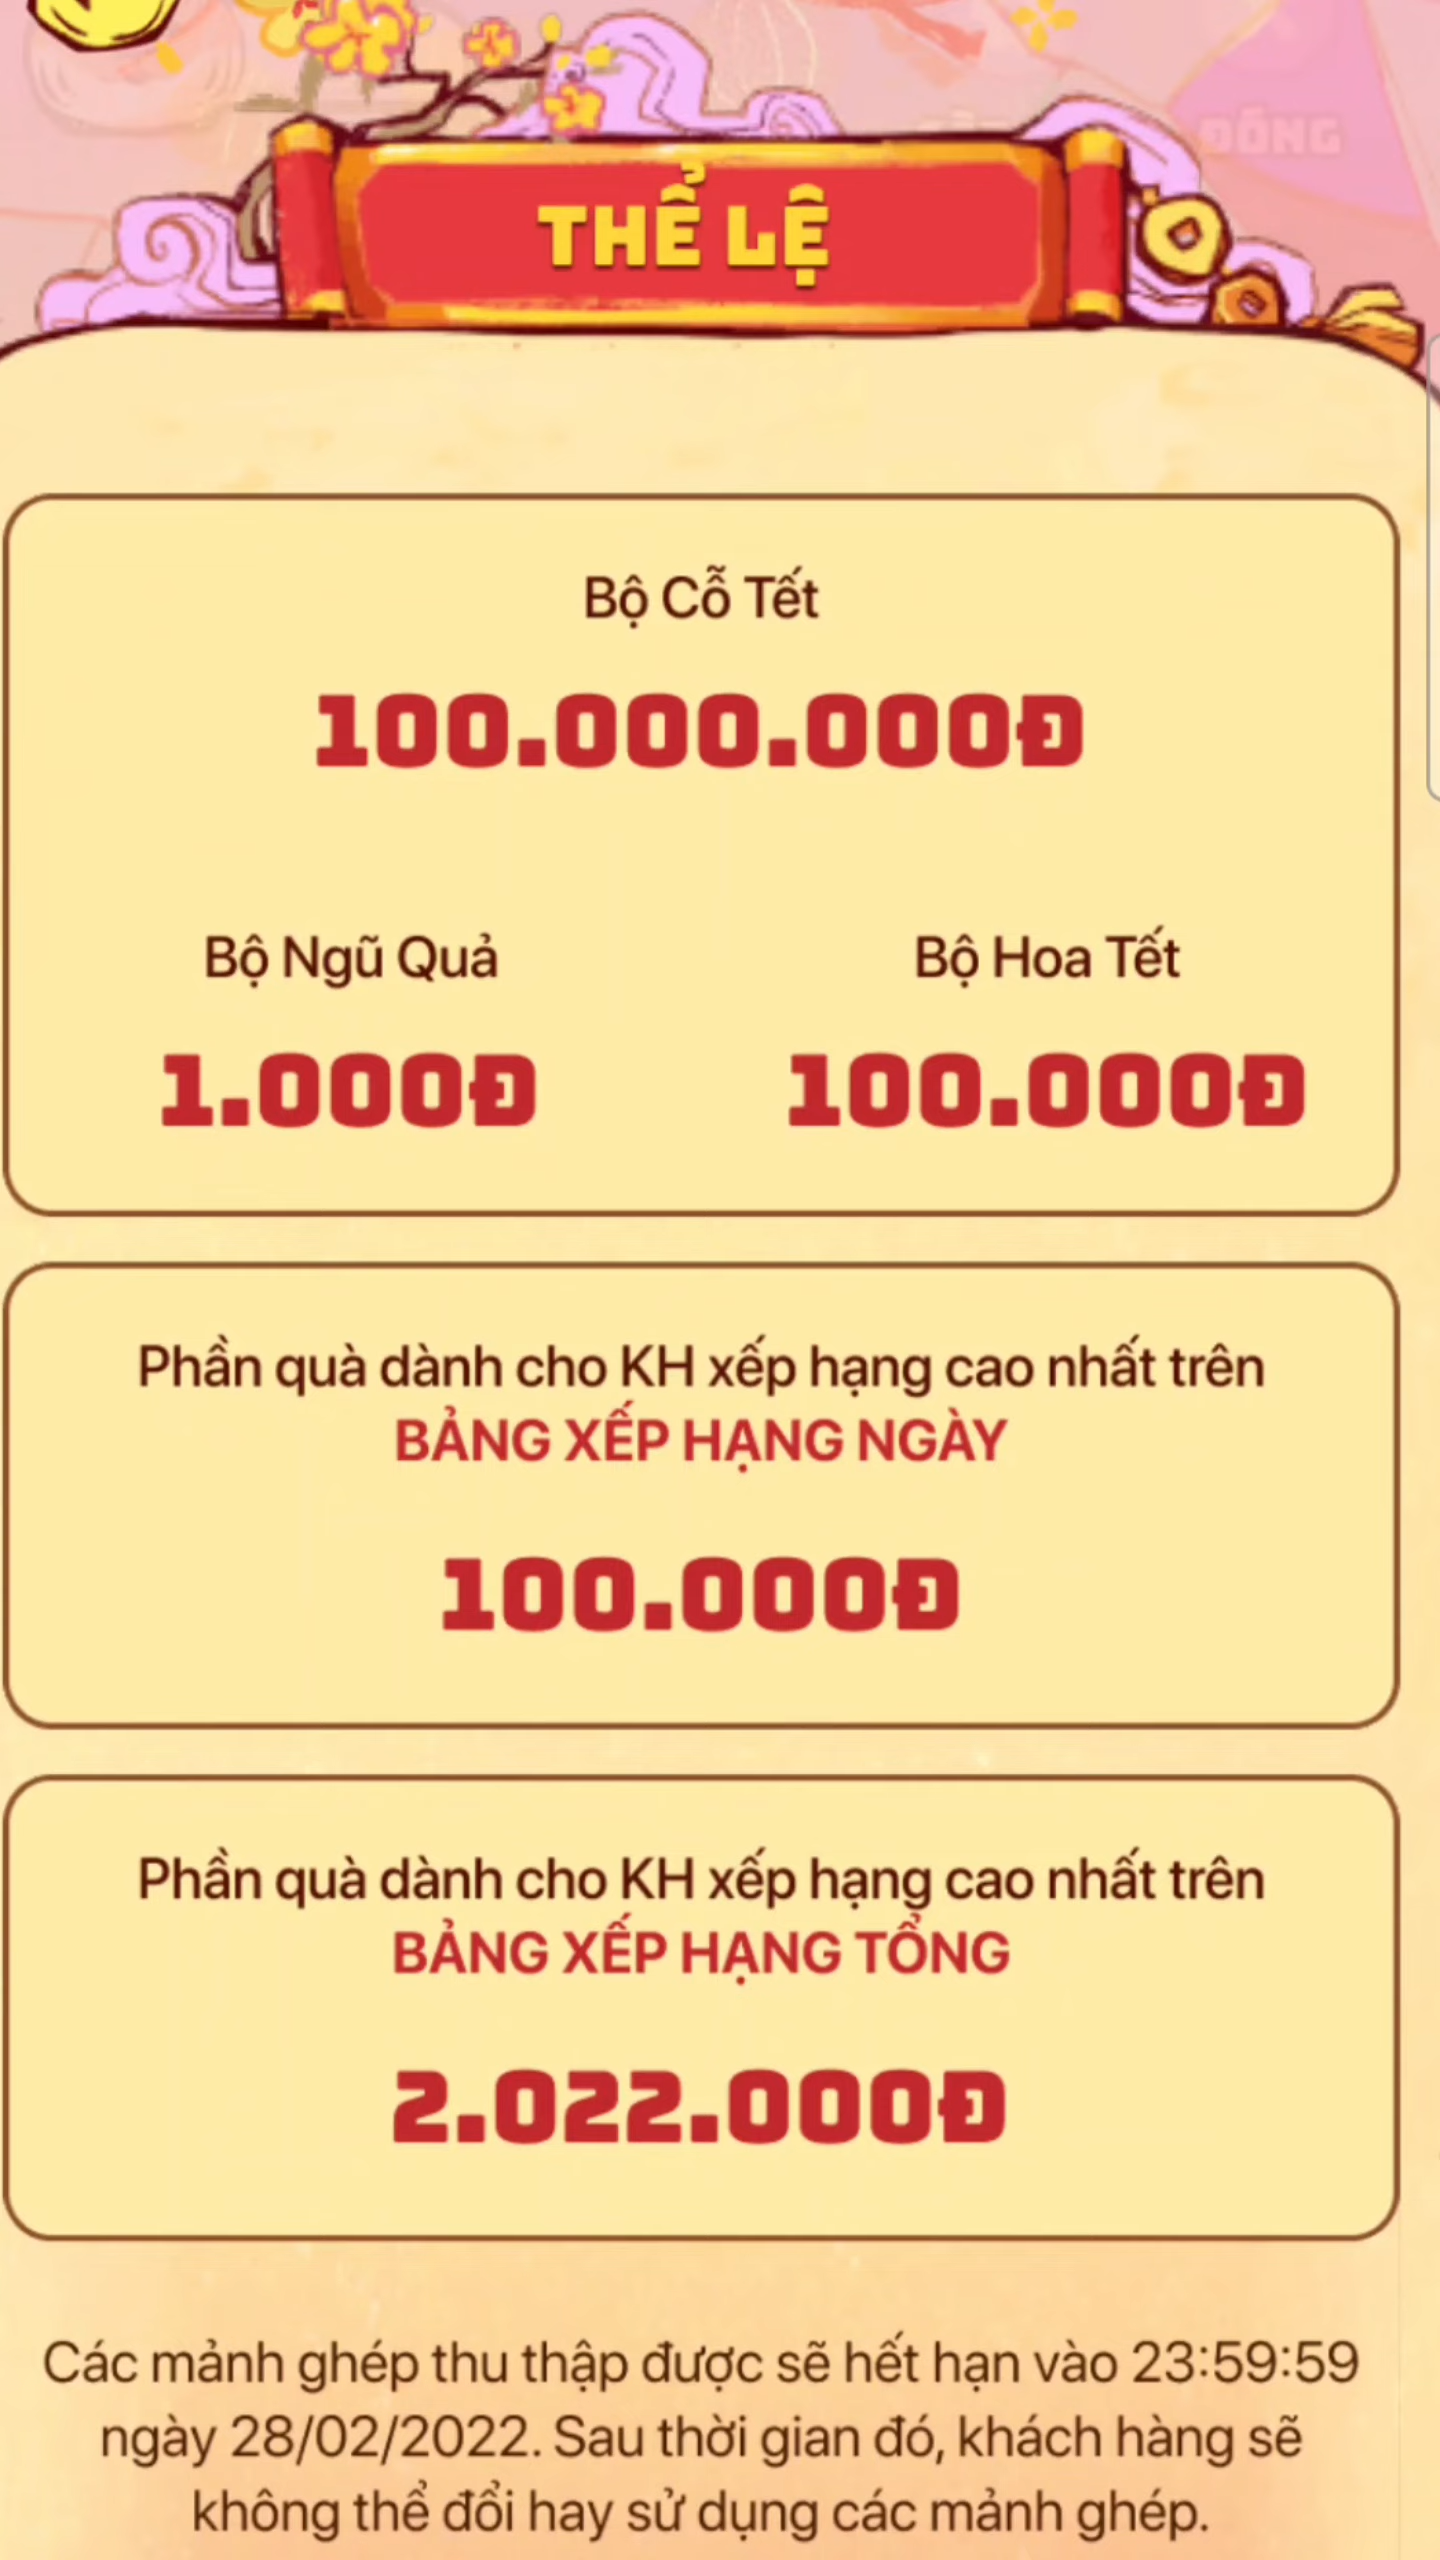 ĐỒNG
THỂ LỆ
Bộ Cỗ Tết
100.000.000Đ
Bộ Ngũ Quả
1.000Đ
Bộ Hoa Tết
100.000Đ
Phần quà dành cho KH xếp hạng cao nhất trên
BẢNG XẾP HẠNG NGÀY
100.000Đ
Phần quà dành cho KH xếp hạng cao nhất trên
BẢNG XẾP HẠNG TỔNG
2.022.000Đ
Các mảnh ghép thu thập được sẽ hết hạn vào 23:59:59
ngày 28/02/2022. Sau thời gian đó, khách hàng sẽ
không thể đổi hay sử dụng các mảnh ghép.